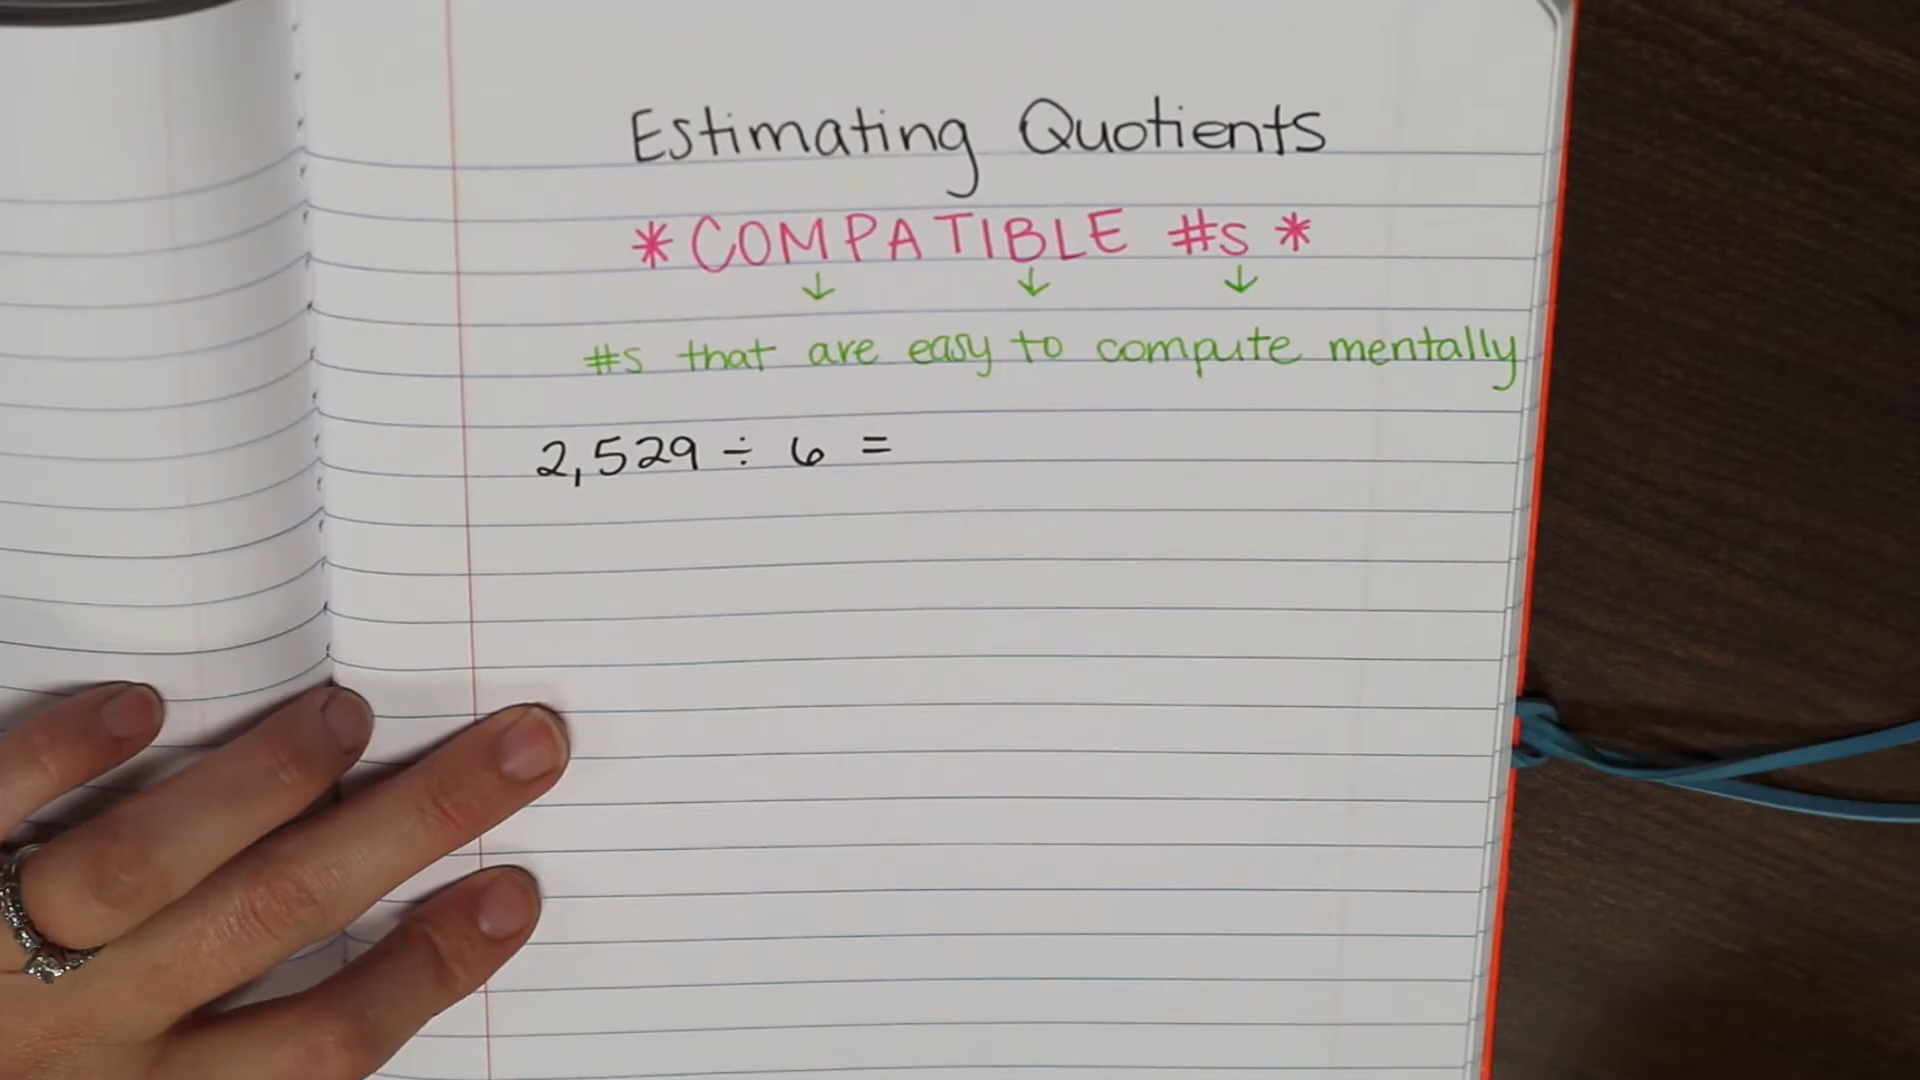 Estimating Quotients
* COMPATIBLE #s *
↓ ↓ ↓
#s that are easy to compute mentally
2,529 ÷ 6 =